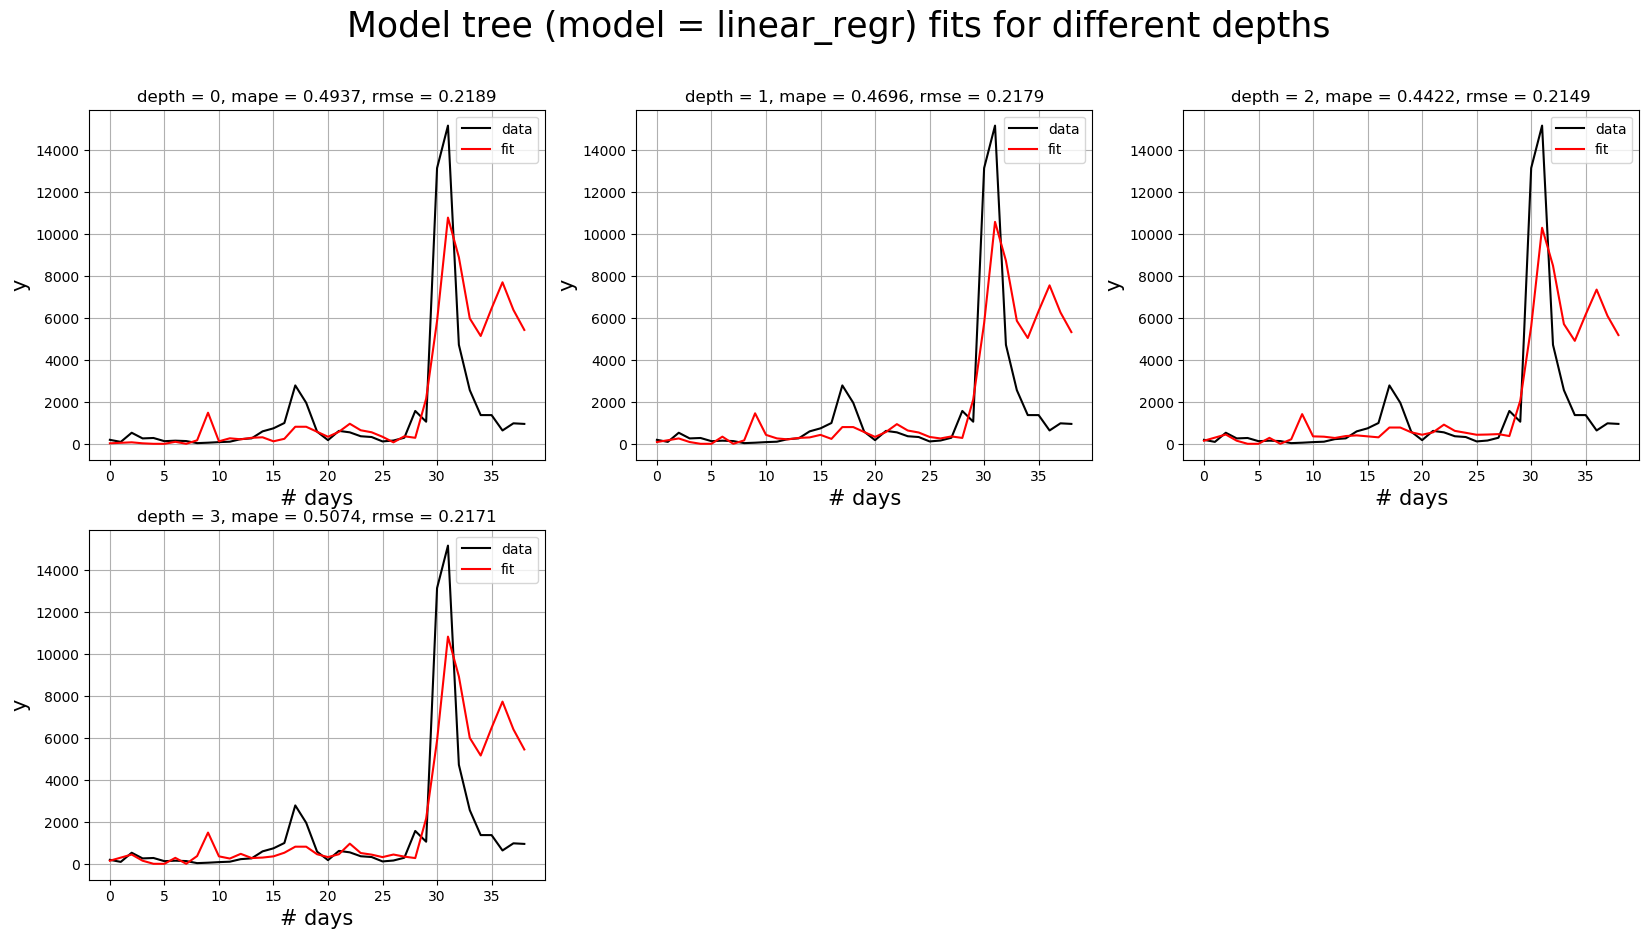 Model tree (model = linear_regr) fits for different depths
depth = 0, mape = 0.4937, rmse = 0.2189
data
fit
14000
12000
10000
8000
6000
4000
2000
0
y
0 5 10 15 20 25 30 35
# days
depth = 1, mape = 0.4696, rmse = 0.2179
data
fit
14000
12000
10000
8000
6000
4000
2000
0
y
0 5 10 15 20 25 30 35
# days
depth = 2, mape = 0.4422, rmse = 0.2149
data
fit
14000
12000
10000
8000
6000
4000
2000
0
y
0 5 10 15 20 25 30 35
# days
depth = 3, mape = 0.5074, rmse = 0.2171
data
fit
14000
12000
10000
8000
6000
4000
2000
0
y
0 5 10 15 20 25 30 35
# days